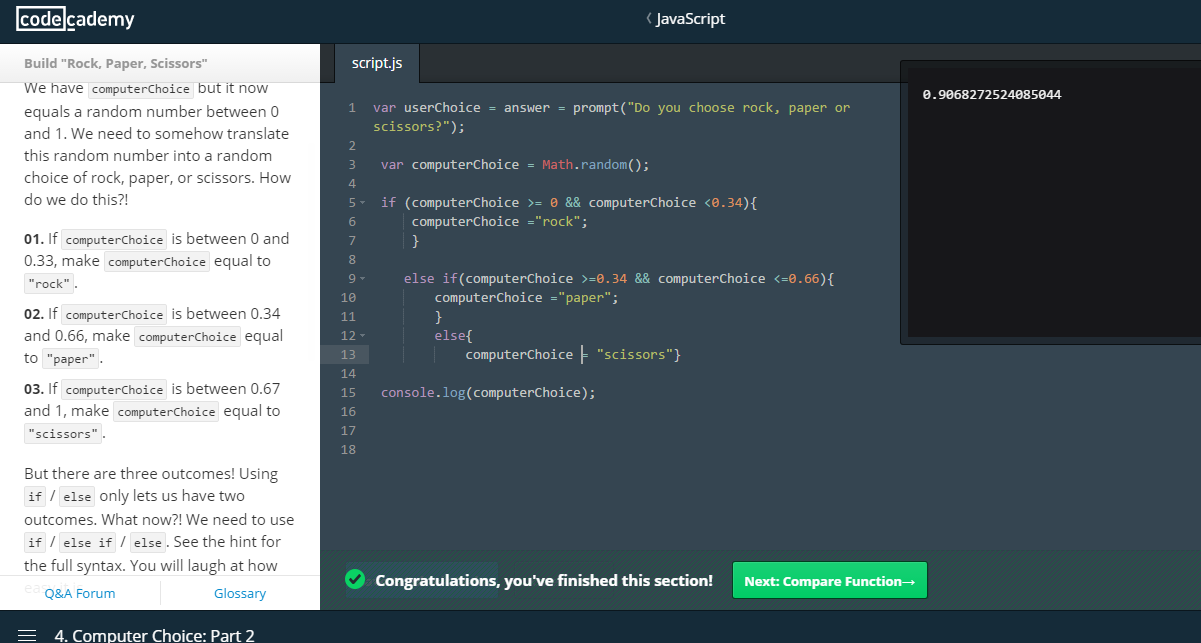 codecademy
JavaScript
Build "Rock, Paper, Scissors"
We have computerChoice but it now
equals a random number between 0
and 1. We need to somehow translate
this random number into a random
choice of rock, paper, or scissors. How
do we do this?!
01. If computerChoice is between 0 and
0.33, make computerChoice equal to
"rock".
02. If computerChoice is between 0.34
and 0.66, make computerChoice equal
to "paper".
03. If computerChoice is between 0.67
and 1, make computerChoice equal to
"scissors".
But there are three outcomes! Using
if / else only lets us have two
outcomes. What now?! We need to use
if / else if / else. See the hint for
the full syntax. You will laugh at how
Q&A Forum
Glossary
script.js
1 var userChoice = answer = prompt("Do you choose rock, paper or
scissors?");
2
3 var computerChoice = Math.random();
4
5 if (computerChoice >= 0 && computerChoice <0.34){
6 computerChoice ="rock";
7 }
8
9 else if(computerChoice >=0.34 && computerChoice <=0.66){
10 computerChoice ="paper";
11 }
12 else{
13 computerChoice = "scissors"}
14
15 console.log(computerChoice);
16
17
18
0.9068272524085044
Congratulations, you've finished this section!
Next: Compare Function→
4. Computer Choice: Part 2